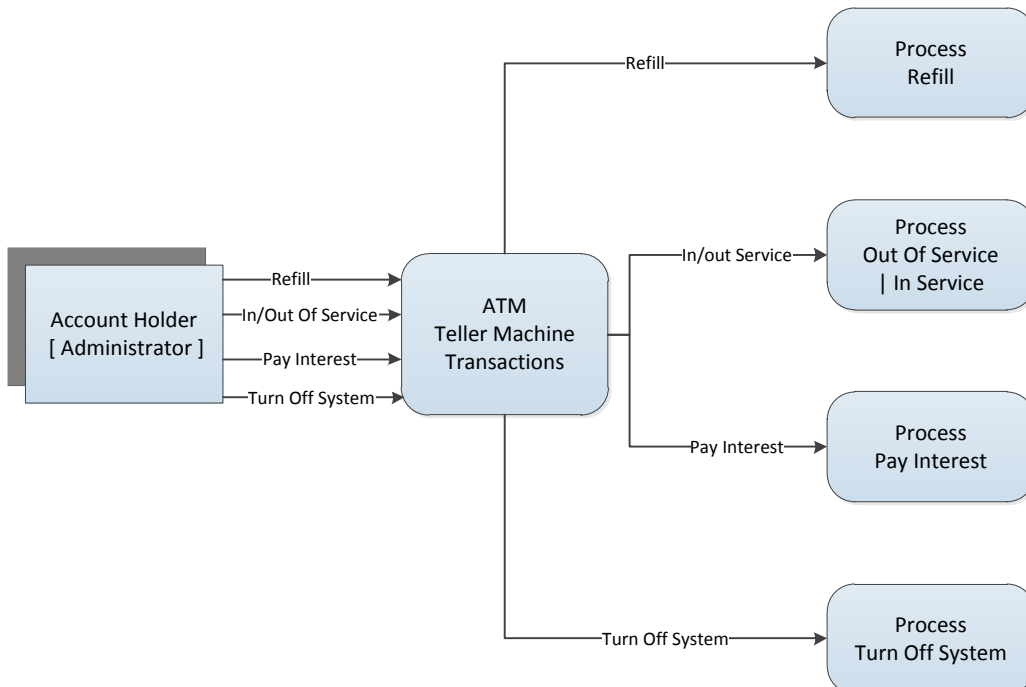 Refill
Process
Refill
Account Holder
[ Administrator ]
Refill
In/Out Of Service
Pay Interest
Turn Off System
ATM
Teller Machine
Transactions
In/out Service
Process
Out Of Service
| In Service
Pay Interest
Process
Pay Interest
Turn Off System
Process
Turn Off System